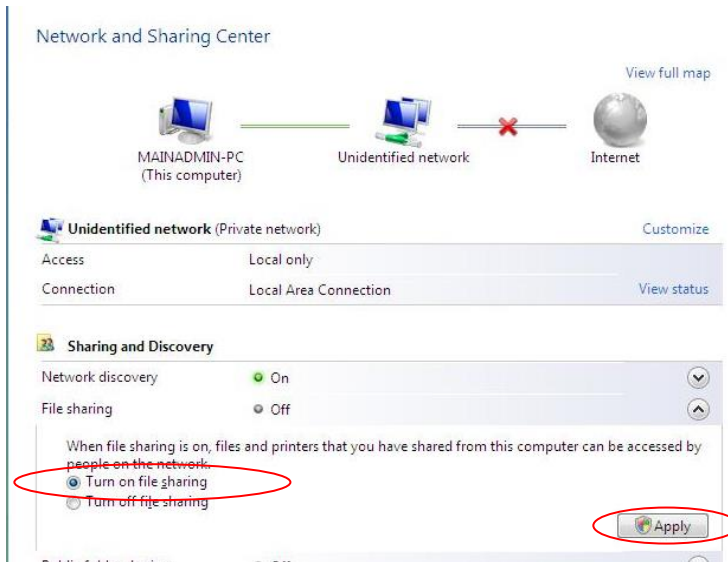 Network and Sharing Center
View full map
MAINADMIN-PC
(This computer)
Unidentified network
Internet
Unidentified network (Private network)
Customize
Access Local only
Connection Local Area Connection View status
Sharing and Discovery
Network discovery On
File sharing Off
When file sharing is on, files and printers that you have shared from this computer can be accessed by
people on the network.
Turn on file sharing
Turn off file sharing
Apply